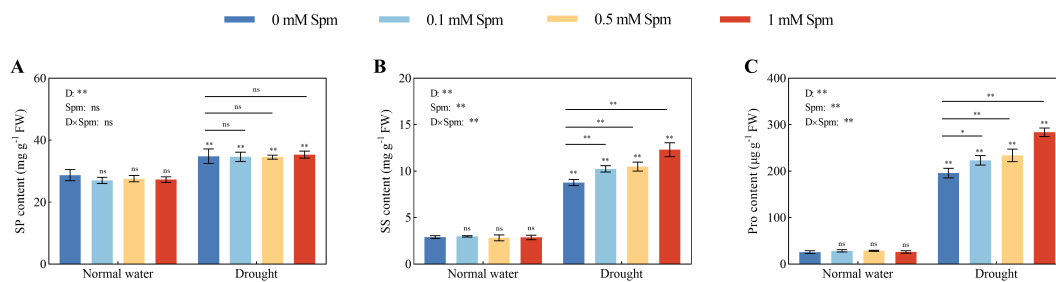 0 mM Spm
0.1 mM Spm
0.5 mM Spm
1 mM Spm
A
SP content (mg g⁻¹ FW)
60
40
20
0
D: **
Spm: ns
D×Spm: ns
ns
ns
ns
ns
ns
ns
**
**
**
**
Normal water
Drought
B
SS content (mg g⁻¹ FW)
20
15
10
5
0
D: **
Spm: **
D×Spm: **
**
**
**
ns
ns
ns
**
**
**
**
Normal water
Drought
C
Pro content (µg g⁻¹ FW)
400
300
200
100
0
D: **
Spm: **
D×Spm: **
**
**
*
ns
ns
ns
**
**
**
**
Normal water
Drought